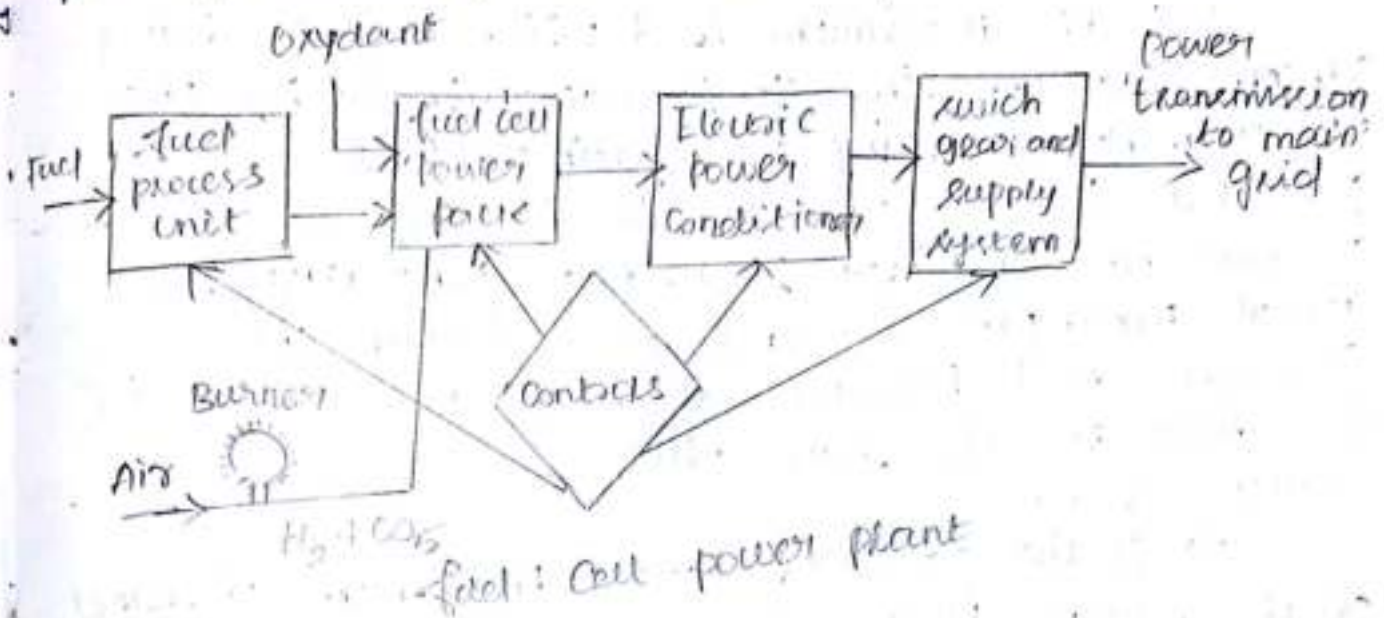 Oxydant
Power
transmission
to main
grid
Fuel
fuel
process
unit
fuel cell
power
pack
Electric
power
Conditioner
swich
gear and
supply
system
Controls
Burner
Air
H₂ + CO₂
fuel : Cell power plant